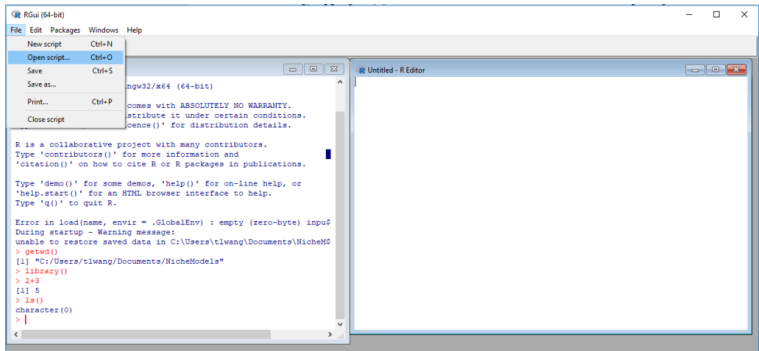 RGui (64-bit)
File Edit Packages Windows Help
New script Ctrl+N
Open script... Ctrl+O
Save Ctrl+S
Save as...
Print... Ctrl+P
Close script
Untitled - R Editor
ngw32/x64 (64-bit)
comes with ABSOLUTELY NO WARRANTY.
stribute it under certain conditions.
cence()' for distribution details.
R is a collaborative project with many contributors.
Type 'contributors()' for more information and
'citation()' on how to cite R or R packages in publications.
Type 'demo()' for some demos, 'help()' for on-line help, or
'help.start()' for an HTML browser interface to help.
Type 'q()' to quit R.
Error in load(name, envir = .GlobalEnv) : empty (zero-byte) inpu$
During startup - Warning message:
unable to restore saved data in C:\Users\tlwang\Documents\NicheM$
> getwd()
[1] "C:/Users/tlwang/Documents/NicheModels"
> library()
> 2+3
[1] 5
> ls()
character(0)
>